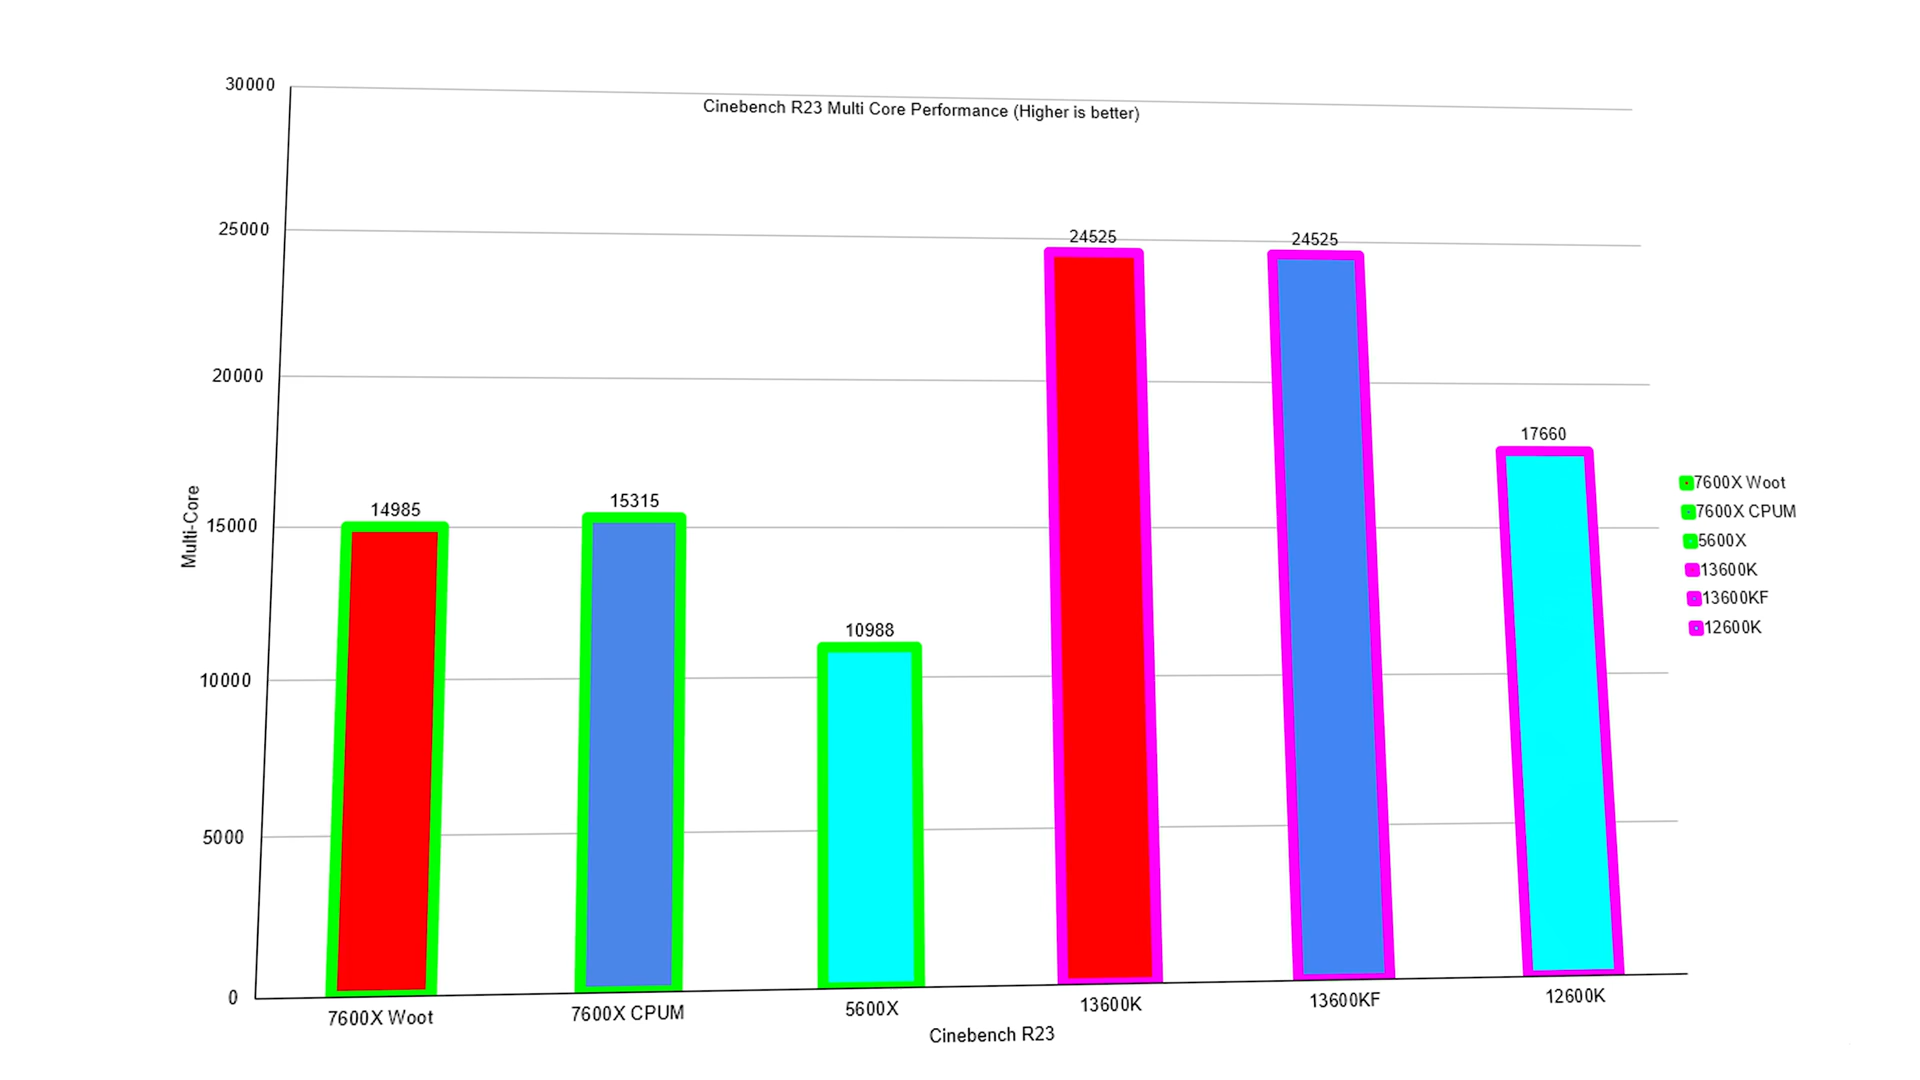 Cinebench R23 Multi Core Performance (Higher is better)
30000
25000
20000
15000
10000
5000
0
Multi-Core
14985
15315
10988
24525
24525
17660
7600X Woot
7600X CPUM
5600X
13600K
13600KF
12600K
Cinebench R23
7600X Woot
7600X CPUM
5600X
13600K
13600KF
12600K